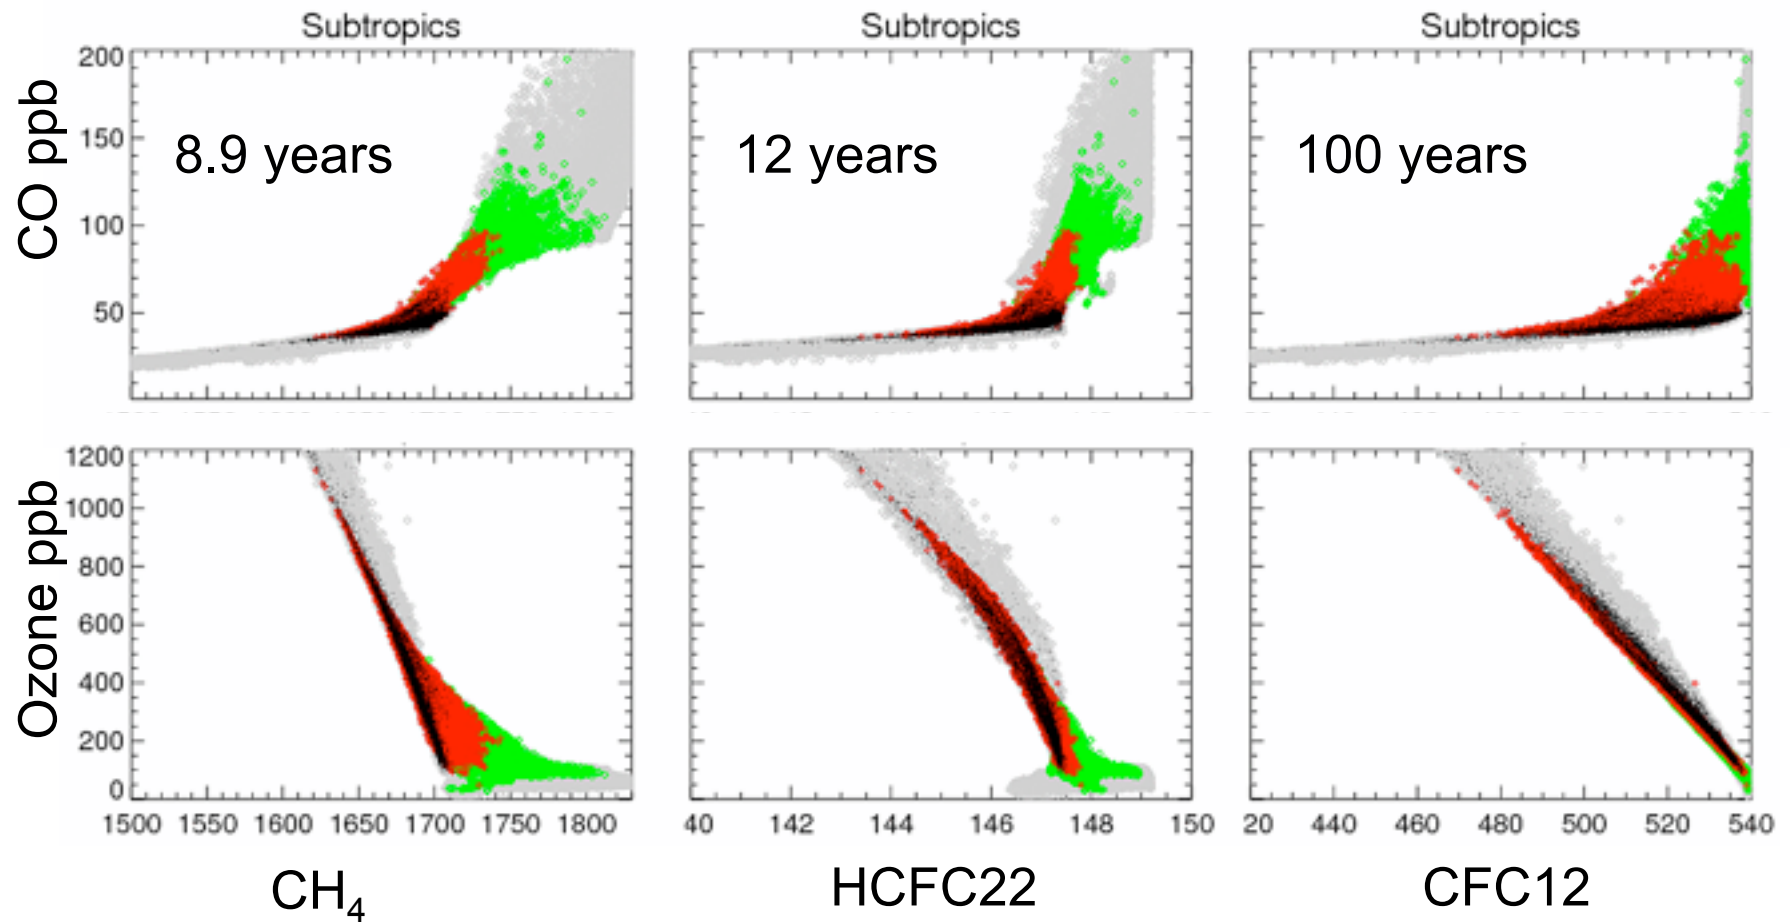 Subtropics Subtropics Subtropics
CO ppb
200
150
100
50
8.9 years
12 years
100 years
Ozone ppb
1200
1000
800
600
400
200
0
1500 1550 1600 1650 1700 1750 1800
40 142 144 146 148 150
20 440 460 480 500 520 540
CH4 HCFC22 CFC12